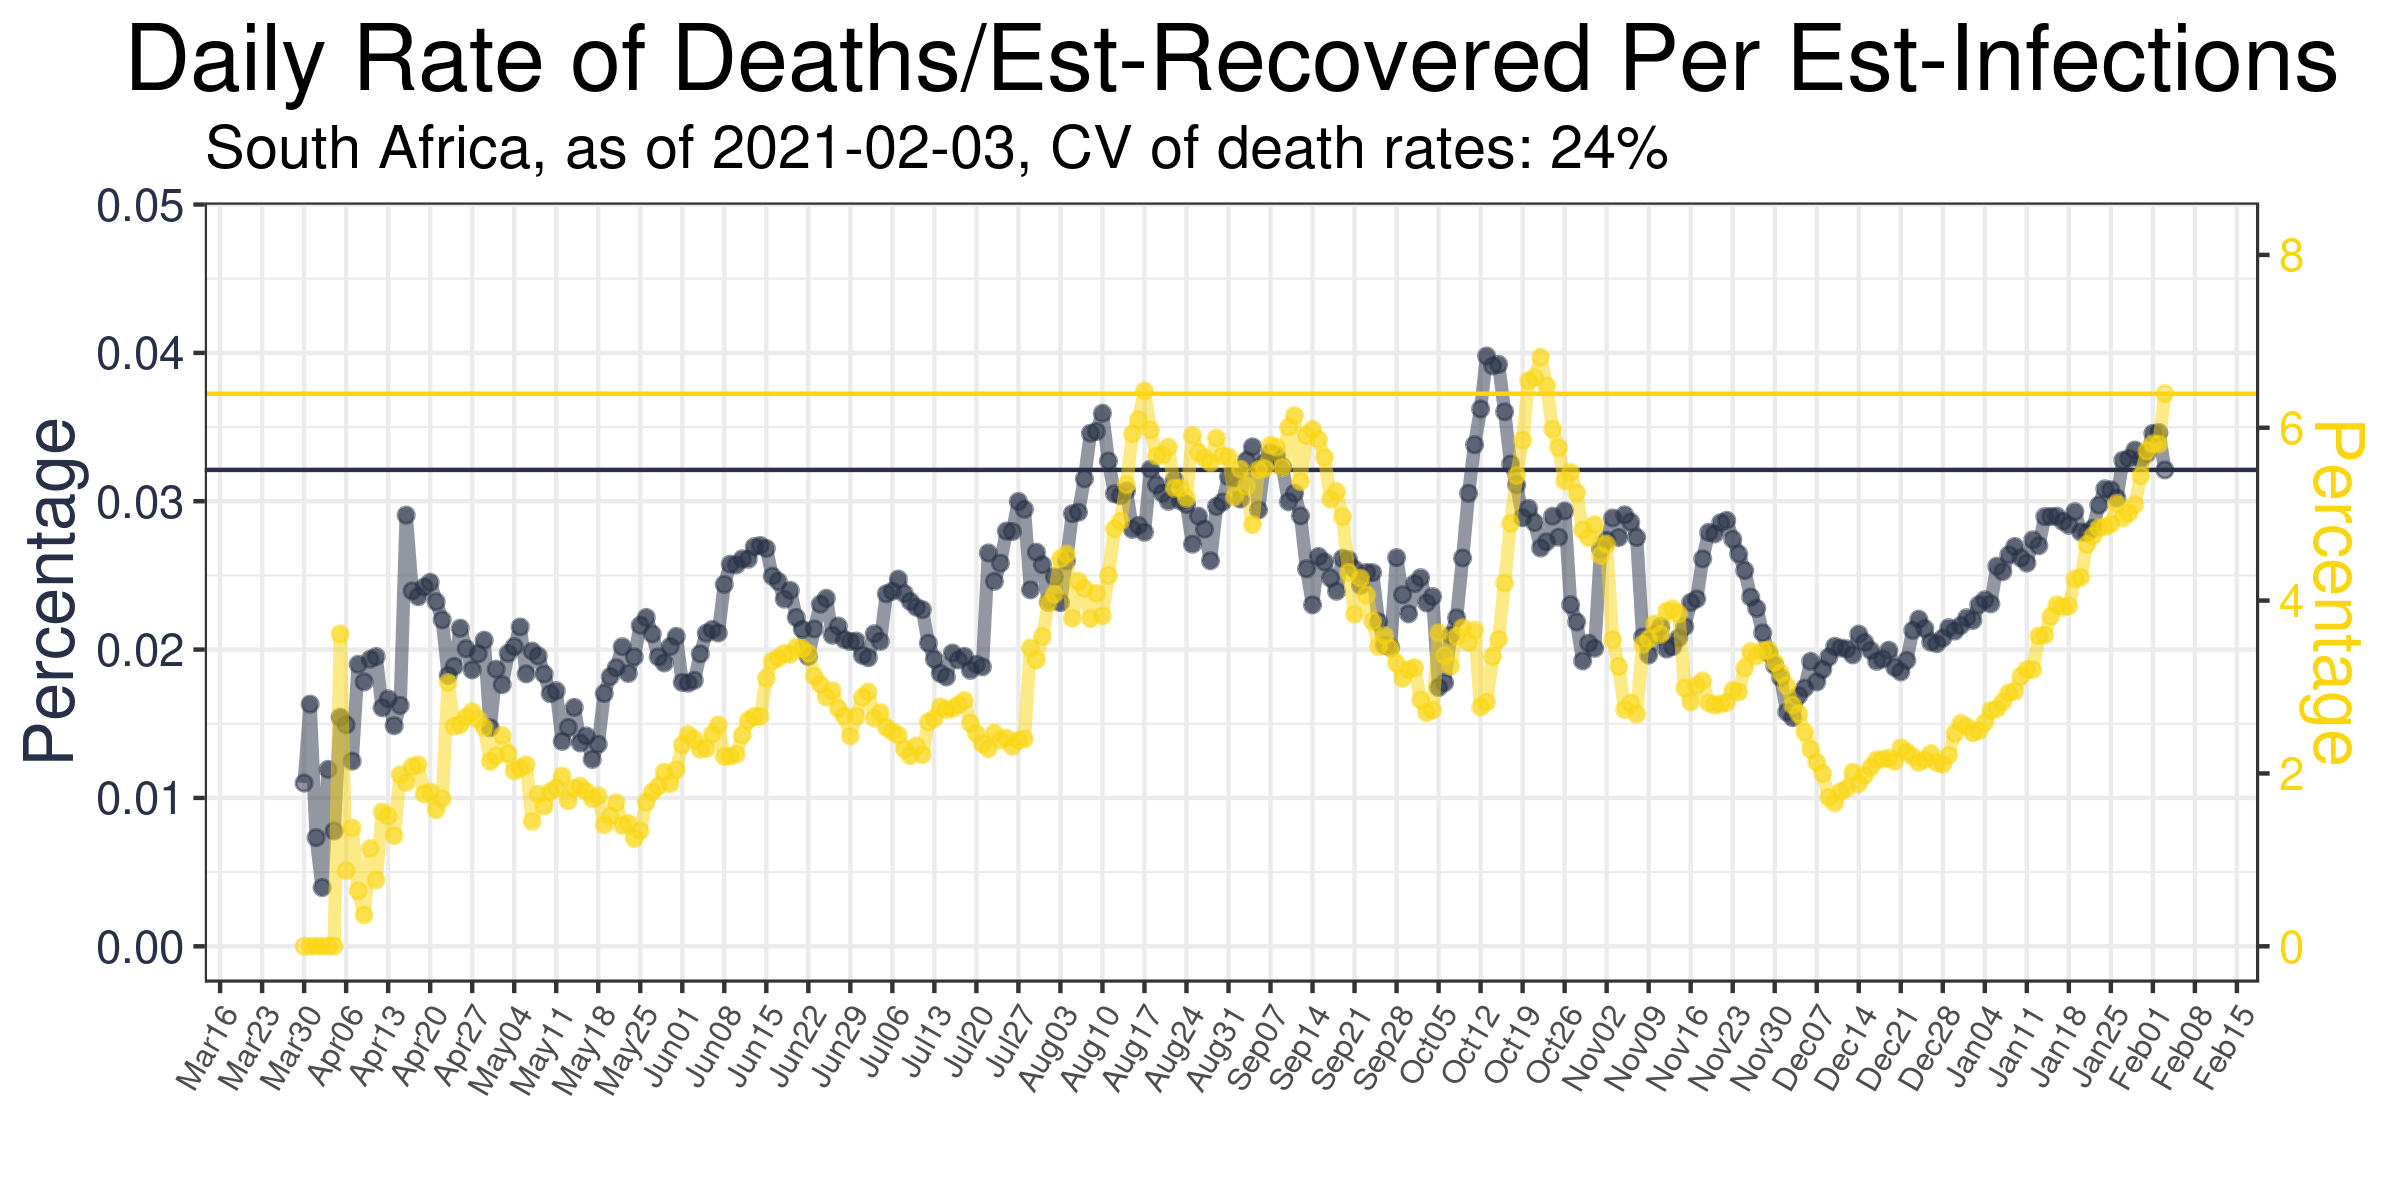 Daily Rate of Deaths/Est-Recovered Per Est-Infections
South Africa, as of 2021-02-03, CV of death rates: 24%
Percentage
0.05
0.04
0.03
0.02
0.01
0.00
8
6
4
2
0
Percentage
Mar16 Mar23 Mar30 Apr06 Apr13 Apr20 Apr27 May04 May11 May18 May25 Jun01 Jun08 Jun15 Jun22 Jun29 Jul06 Jul13 Jul20 Jul27 Aug03 Aug10 Aug17 Aug24 Aug31 Sep07 Sep14 Sep21 Sep28 Oct05 Oct12 Oct19 Oct26 Nov02 Nov09 Nov16 Nov23 Nov30 Dec07 Dec14 Dec21 Dec28 Jan04 Jan11 Jan18 Jan25 Feb01 Feb08 Feb15